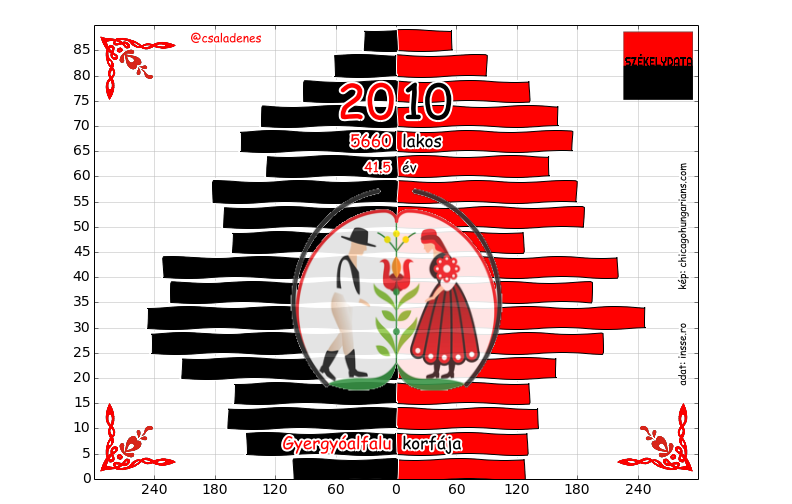 @csaladenes
SZÉKELYDATA
2010
5660 lakos
41.5 év
kép: chicagohungarians.com
adat: insse.ro
Gyergyóalfalu korfája
85
80
75
70
65
60
55
50
45
40
35
30
25
20
15
10
5
0
240 180 120 60 0 60 120 180 240